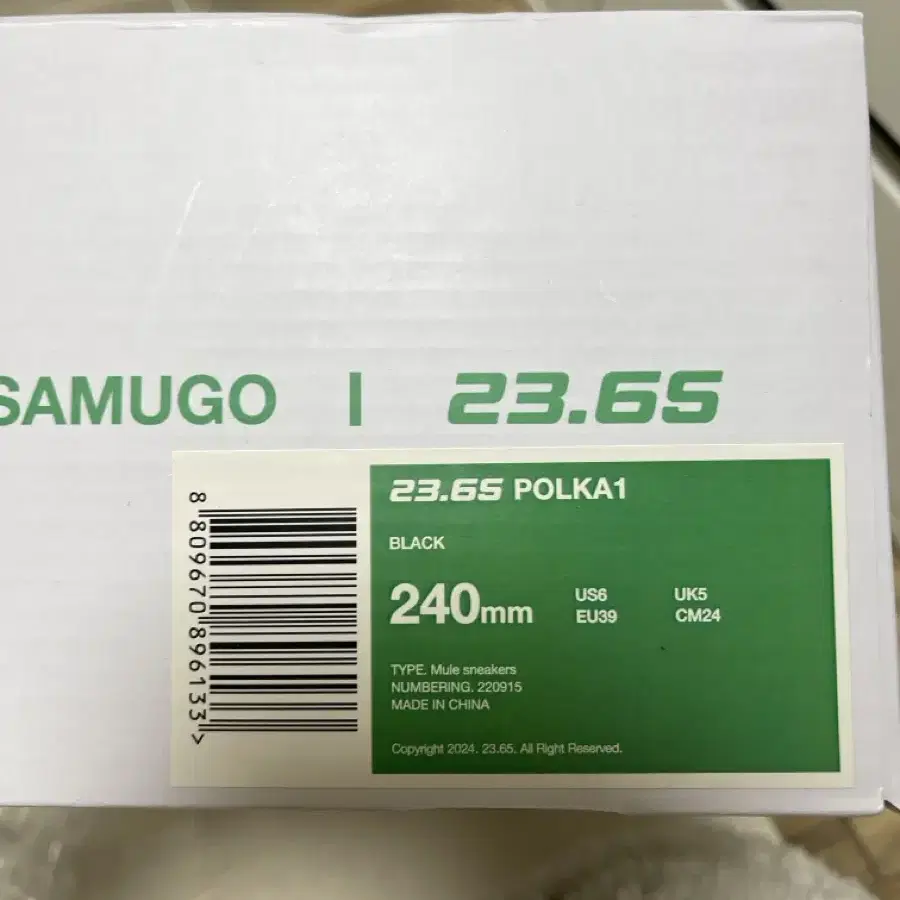 SAMUGO | 23.65
23.65 POLKA1
BLACK
240mm
US6 UK5
EU39 CM24
TYPE. Mule sneakers
NUMBERING. 220915
MADE IN CHINA
Copyright 2024. 23.65. All Right Reserved.
8 809670 896133 >